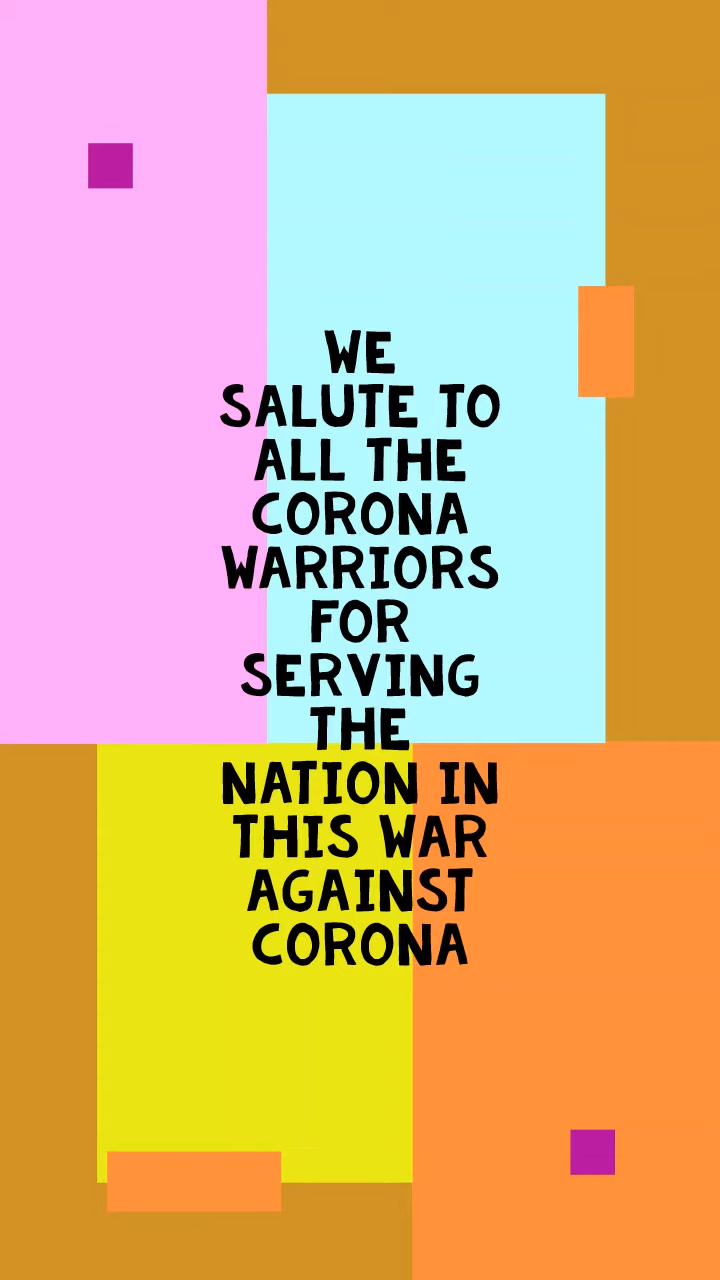 WE
SALUTE TO
ALL THE
CORONA
WARRIORS
FOR
SERVING
THE
NATION IN
THIS WAR
AGAINST
CORONA